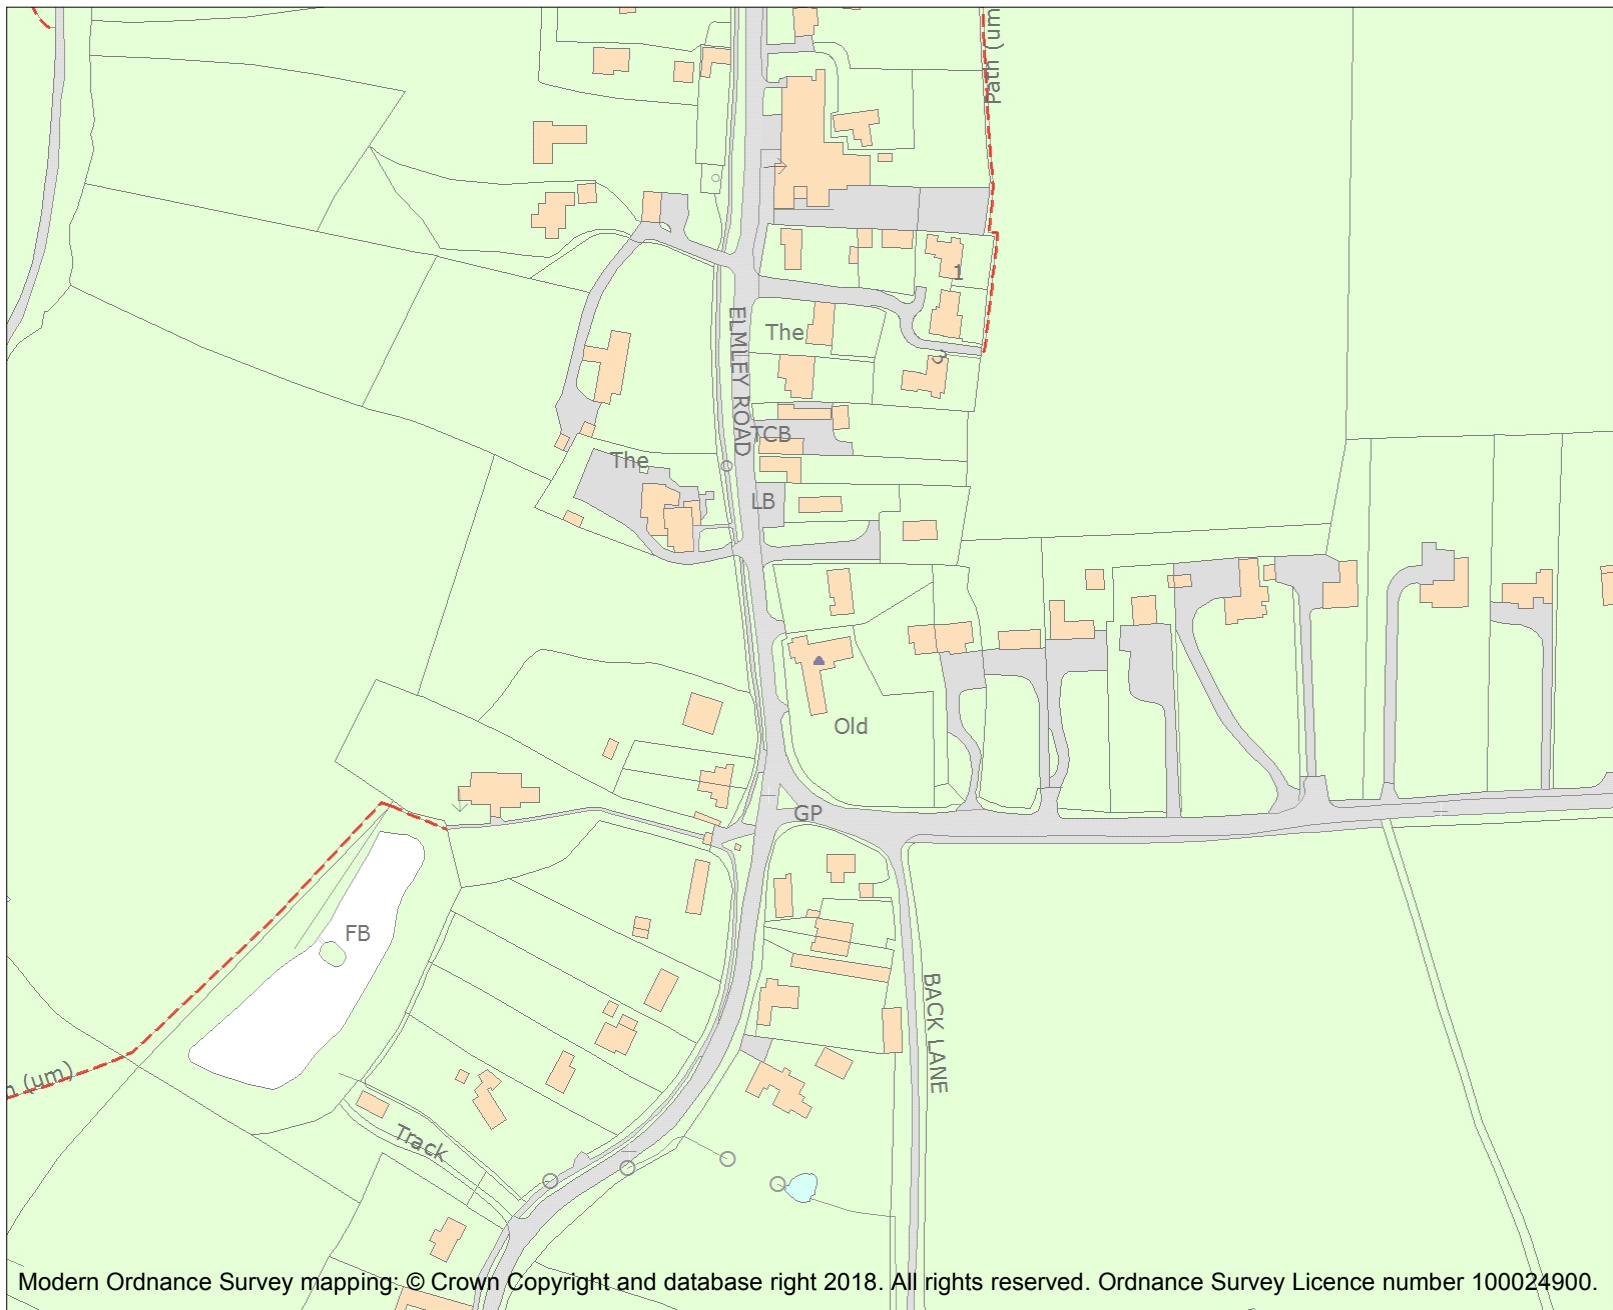 Path (um
1
The
ELMLEY ROAD
3
TCB
The
LB
Old
GP
FB
BACK LANE
(um)
Track
Modern Ordnance Survey mapping: © Crown Copyright and database right 2018. All rights reserved. Ordnance Survey Licence number 100024900.